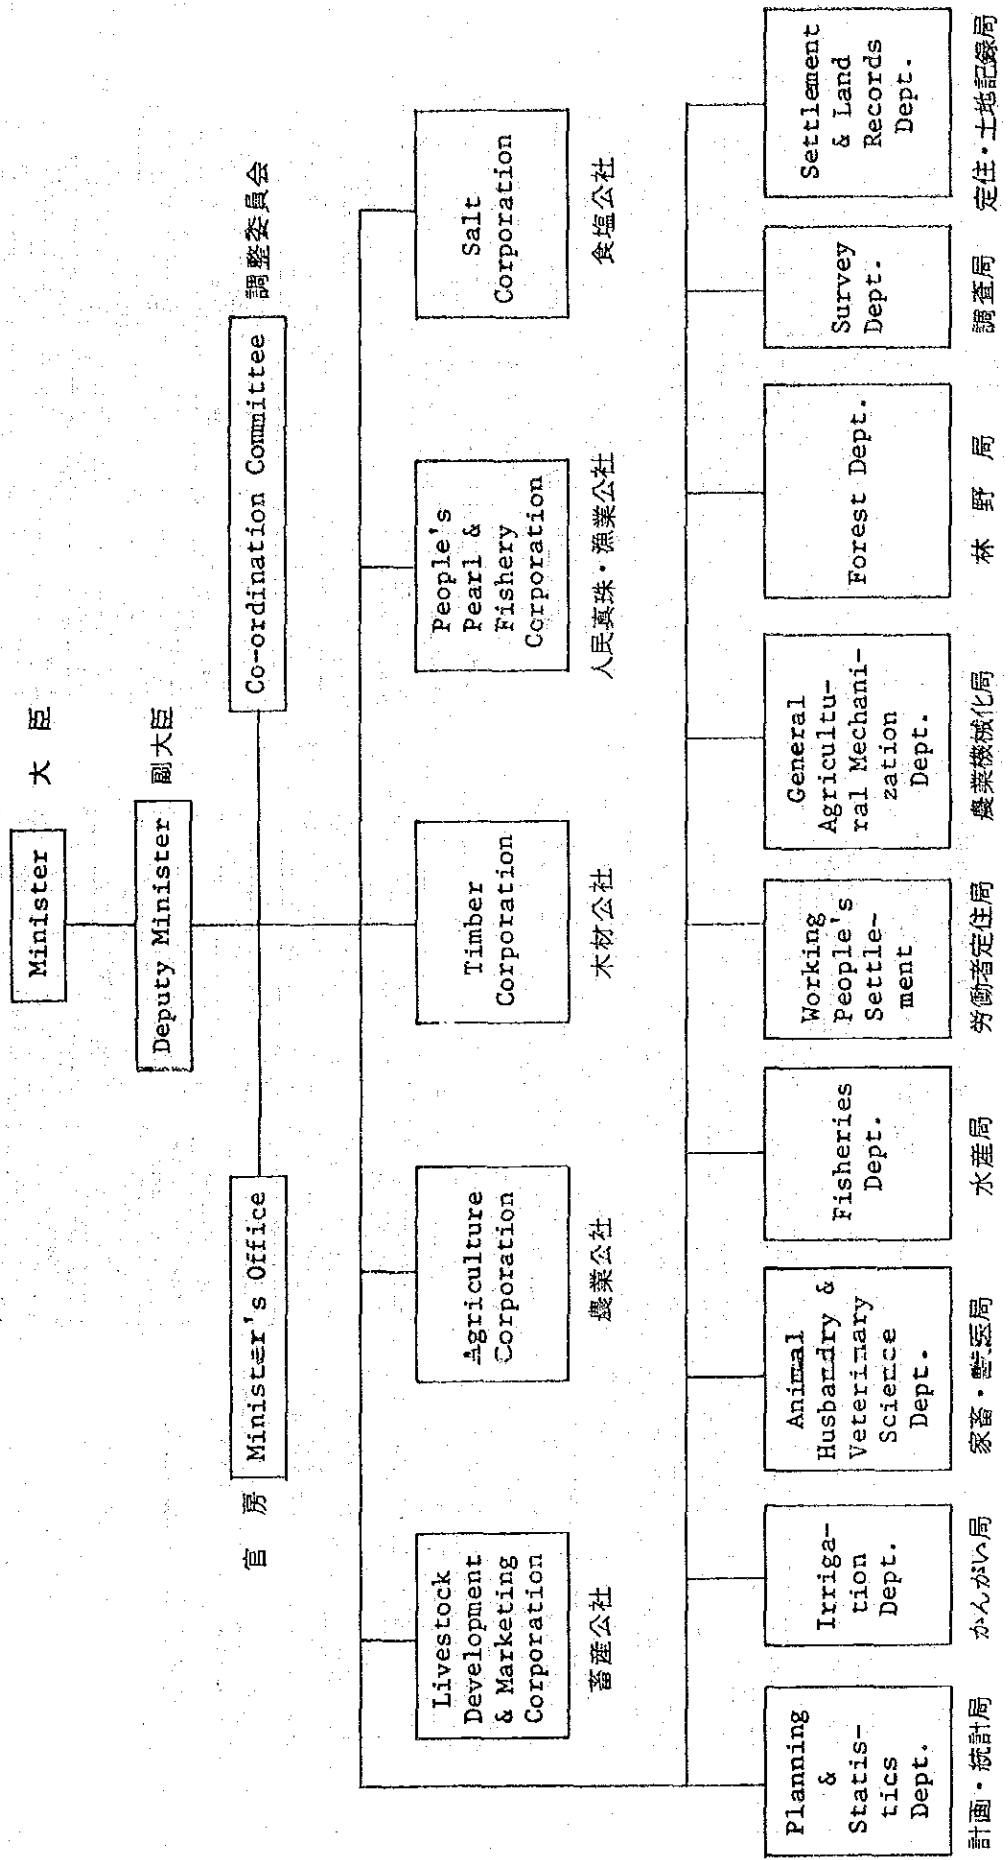 Minister
大臣
Deputy Minister
副大臣
官房
Minister's Office
Co-ordination Committee
調整委員会
Livestock
Development
& Marketing
Corporation
畜産公社
Agriculture
Corporation
農業公社
Timber
Corporation
木材公社
People's
Pearl &
Fishery
Corporation
人民真珠・漁業公社
Salt
Corporation
食塩公社
Planning
&
Statis-
tics
Dept.
計画・統計局
Irriga-
tion
Dept.
かんがい局
Animal
Husbandry &
Veterinary
Science
Dept.
家畜・獣医局
Fisheries
Dept.
水産局
Working
People's
Settle-
ment
労働者定住局
General
Agricultu-
ral Mechani-
zation
Dept.
農業機械化局
Forest Dept.
林野局
Survey
Dept.
調査局
Settlement
& Land
Records
Dept.
定住・土地記録局